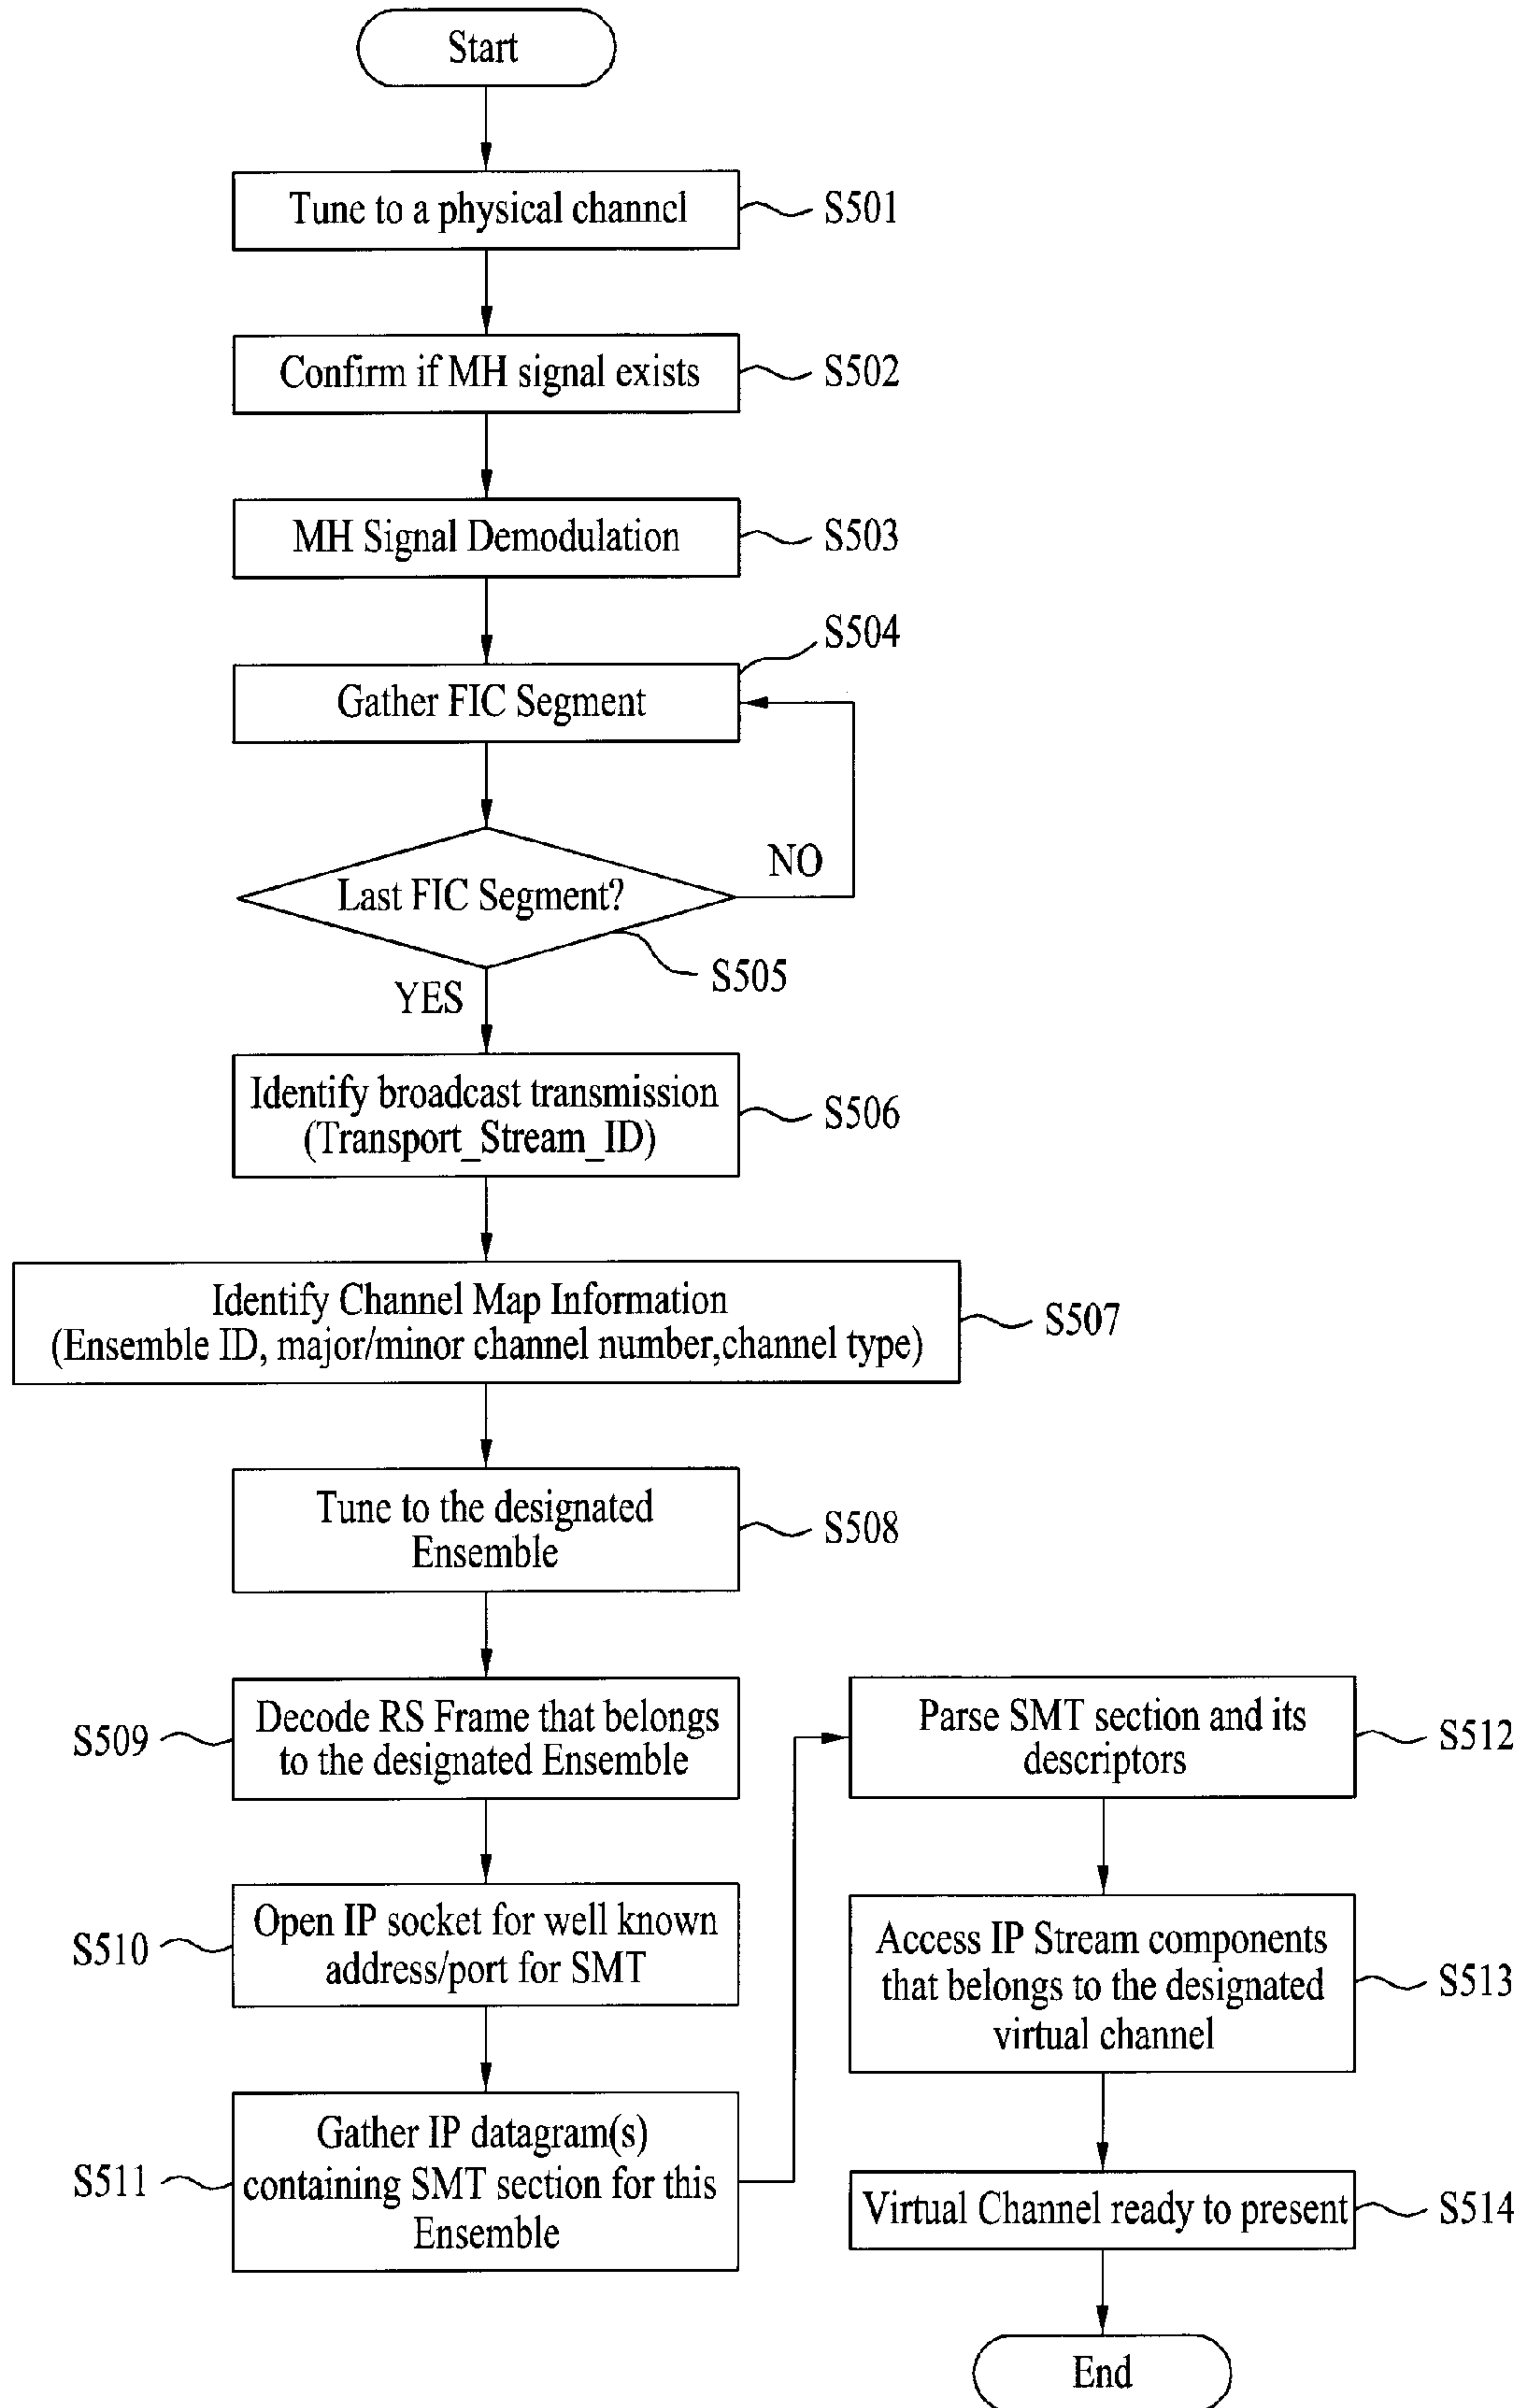 Start
Tune to a physical channel
S501
Confirm if MH signal exists
S502
MH Signal Demodulation
S503
S504
Gather FIC Segment
NO
Last FIC Segment?
S505
YES
Identify broadcast transmission
(Transport_Stream_ID)
S506
Identify Channel Map Information
(Ensemble ID, major/minor channel number,channel type)
S507
Tune to the designated
Ensemble
S508
S509
Decode RS Frame that belongs
to the designated Ensemble
S510
Open IP socket for well known
address/port for SMT
S511
Gather IP datagram(s)
containing SMT section for this
Ensemble
Parse SMT section and its
descriptors
S512
Access IP Stream components
that belongs to the designated
virtual channel
S513
Virtual Channel ready to present
S514
End